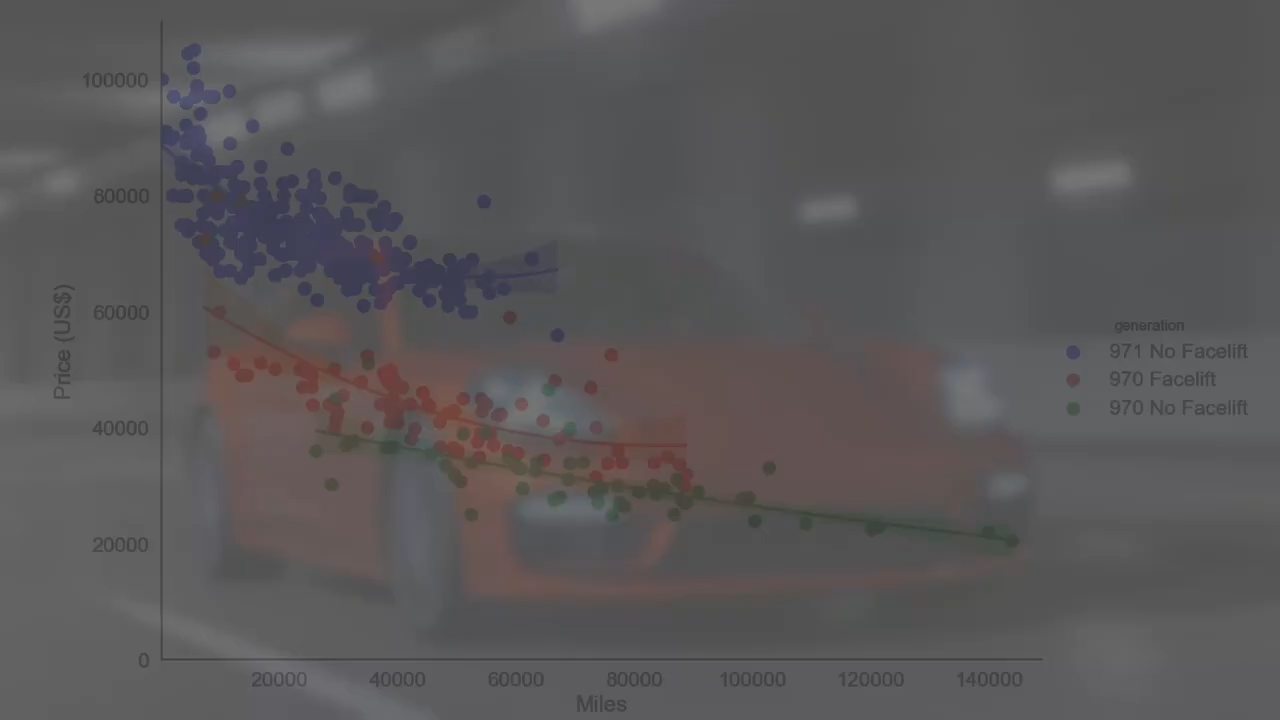 100000
80000
60000
40000
20000
0
Price (US$)
20000 40000 60000 80000 100000 120000 140000
Miles
generation
971 No Facelift
970 Facelift
970 No Facelift